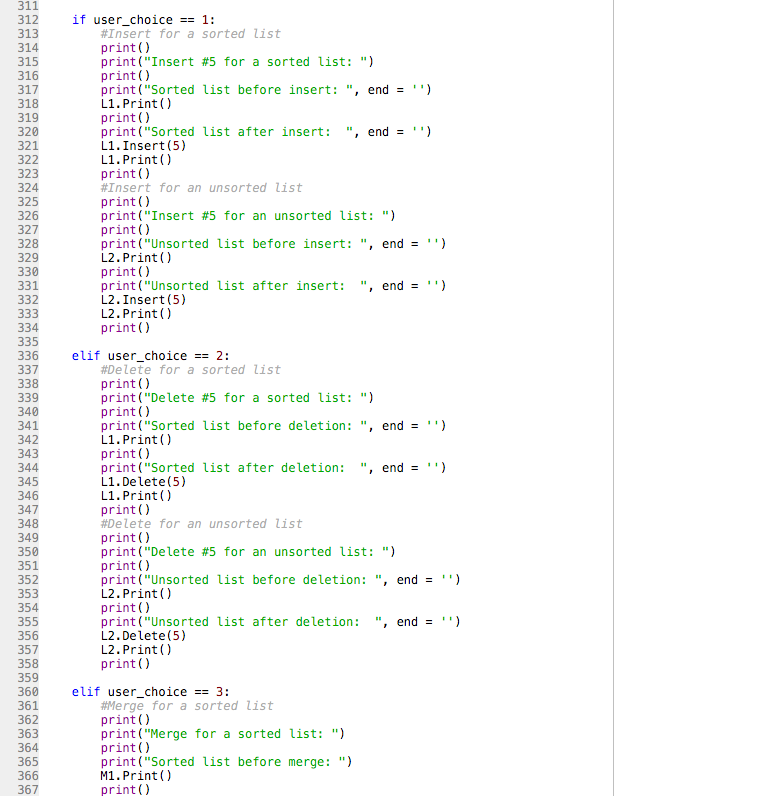 311
312 if user_choice == 1:
313 #Insert for a sorted list
314 print()
315 print("Insert #5 for a sorted list: ")
316 print()
317 print("Sorted list before insert: ", end = '')
318 L1.Print()
319 print()
320 print("Sorted list after insert:  ", end = '')
321 L1.Insert(5)
322 L1.Print()
323 print()
324 #Insert for an unsorted list
325 print()
326 print("Insert #5 for an unsorted list: ")
327 print()
328 print("Unsorted list before insert: ", end = '')
329 L2.Print()
330 print()
331 print("Unsorted list after insert:  ", end = '')
332 L2.Insert(5)
333 L2.Print()
334 print()
335
336 elif user_choice == 2:
337 #Delete for a sorted list
338 print()
339 print("Delete #5 for a sorted list: ")
340 print()
341 print("Sorted list before deletion: ", end = '')
342 L1.Print()
343 print()
344 print("Sorted list after deletion:  ", end = '')
345 L1.Delete(5)
346 L1.Print()
347 print()
348 #Delete for an unsorted list
349 print()
350 print("Delete #5 for an unsorted list: ")
351 print()
352 print("Unsorted list before deletion: ", end = '')
353 L2.Print()
354 print()
355 print("Unsorted list after deletion:  ", end = '')
356 L2.Delete(5)
357 L2.Print()
358 print()
359
360 elif user_choice == 3:
361 #Merge for a sorted list
362 print()
363 print("Merge for a sorted list: ")
364 print()
365 print("Sorted list before merge: ")
366 M1.Print()
367 print()